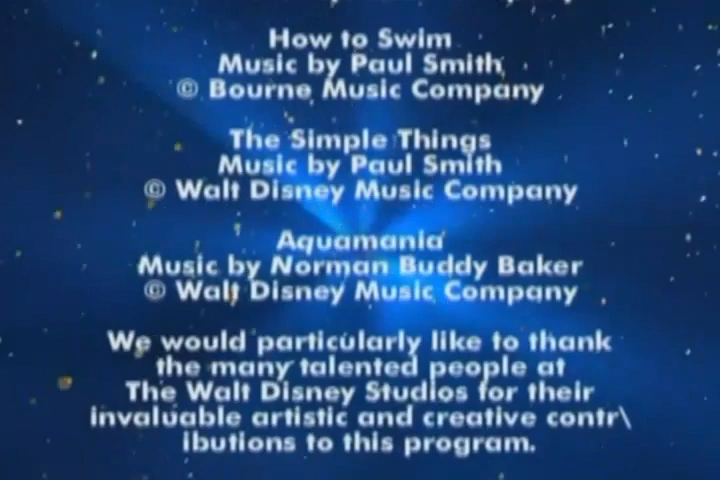 How to Swim
Music by Paul Smith
© Bourne Music Company
The Simple Things
Music by Paul Smith
© Walt Disney Music Company
Aquamania
Music by Norman Buddy Baker
© Walt Disney Music Company
We would particularly like to thank
the many talented people at
The Walt Disney Studios for their
invaluable artistic and creative contr\
ibutions to this program.